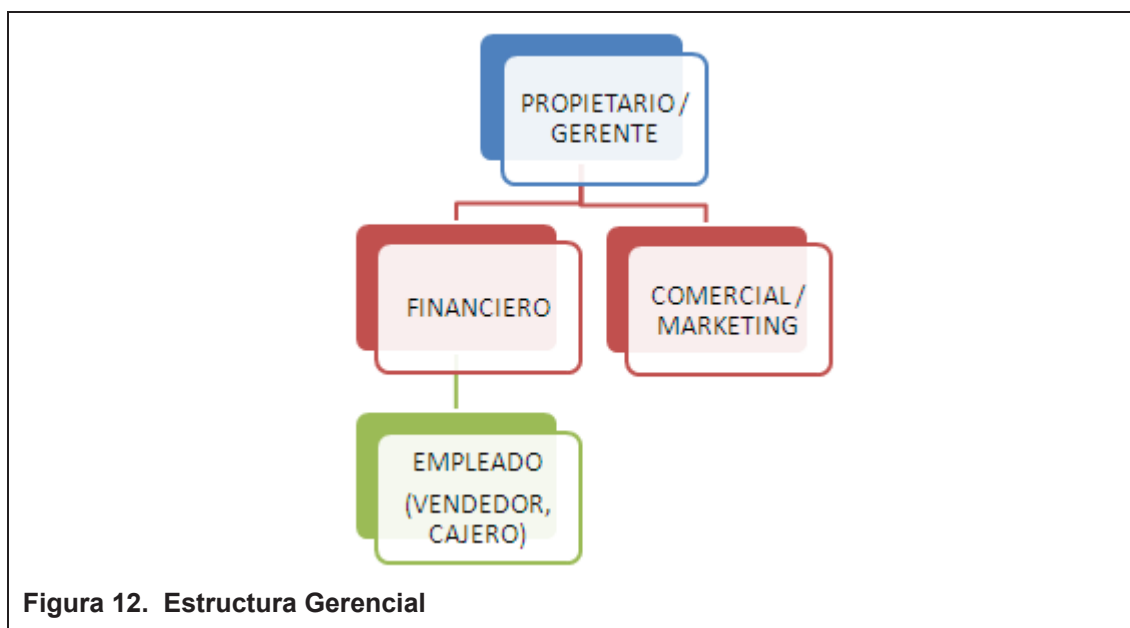 PROPIETARIO /
GERENTE
FINANCIERO
COMERCIAL /
MARKETING
EMPLEADO
(VENDEDOR,
CAJERO)
Figura 12.  Estructura Gerencial